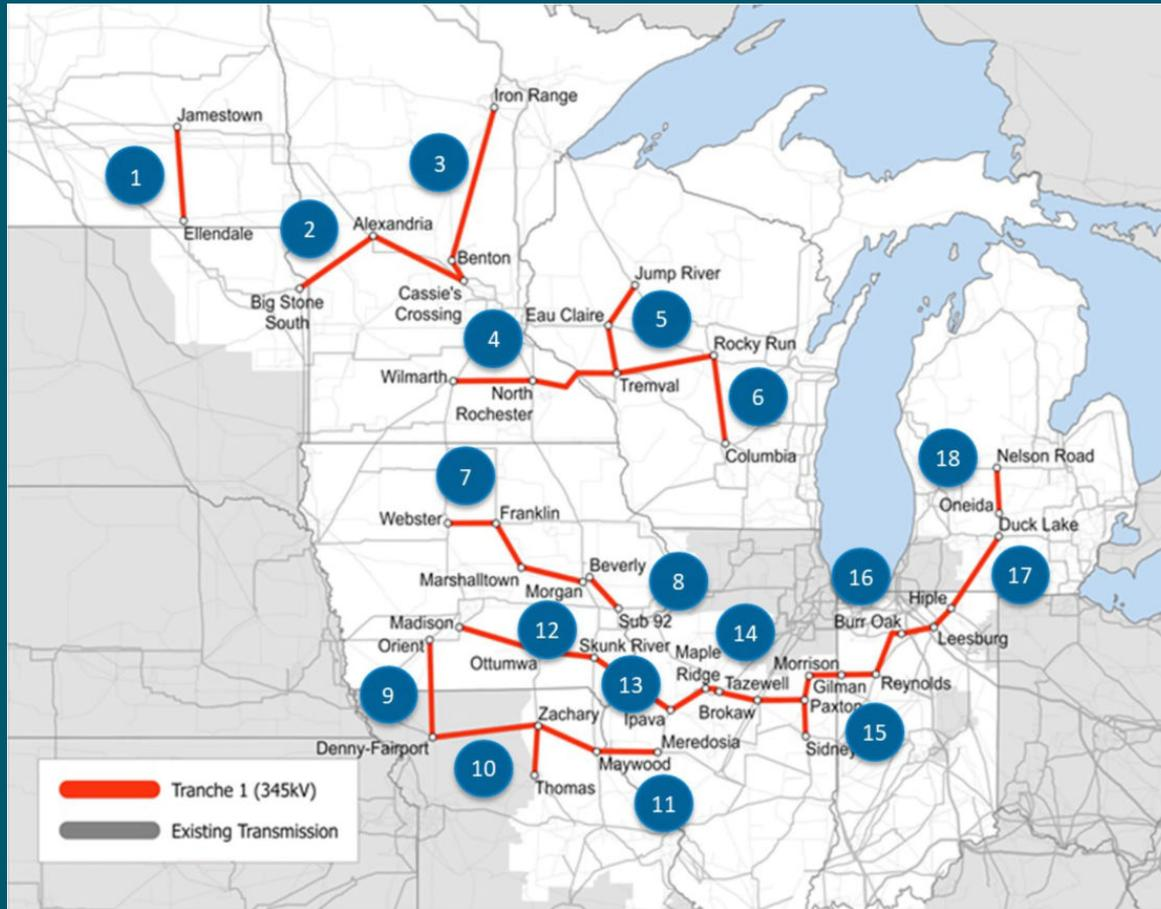 Iron Range
Jamestown
3
1
2
Alexandria
Ellendale
Benton
Jump River
Big Stone
South
Cassie's
Crossing
Eau Claire
5
4
Rocky Run
Wilmarth
North
Rochester
Tremval
6
Columbia
18
Nelson Road
7
Oneida
Webster
Franklin
Duck Lake
Marshalltown
Beverly
Morgan
8
16
17
Hiple
Madison
12
Sub 92
Burr Oak
Leesburg
Orient
14
Ottumwa
Skunk River
Maple
Ridge
Morrison
13
Tazewell
Gilman
Reynolds
9
Ipava
Brokaw
Paxton
Zachary
Meredosia
15
Sidney
Denny-Fairport
10
Maywood
Thomas
11
Tranche 1 (345kV)
Existing Transmission